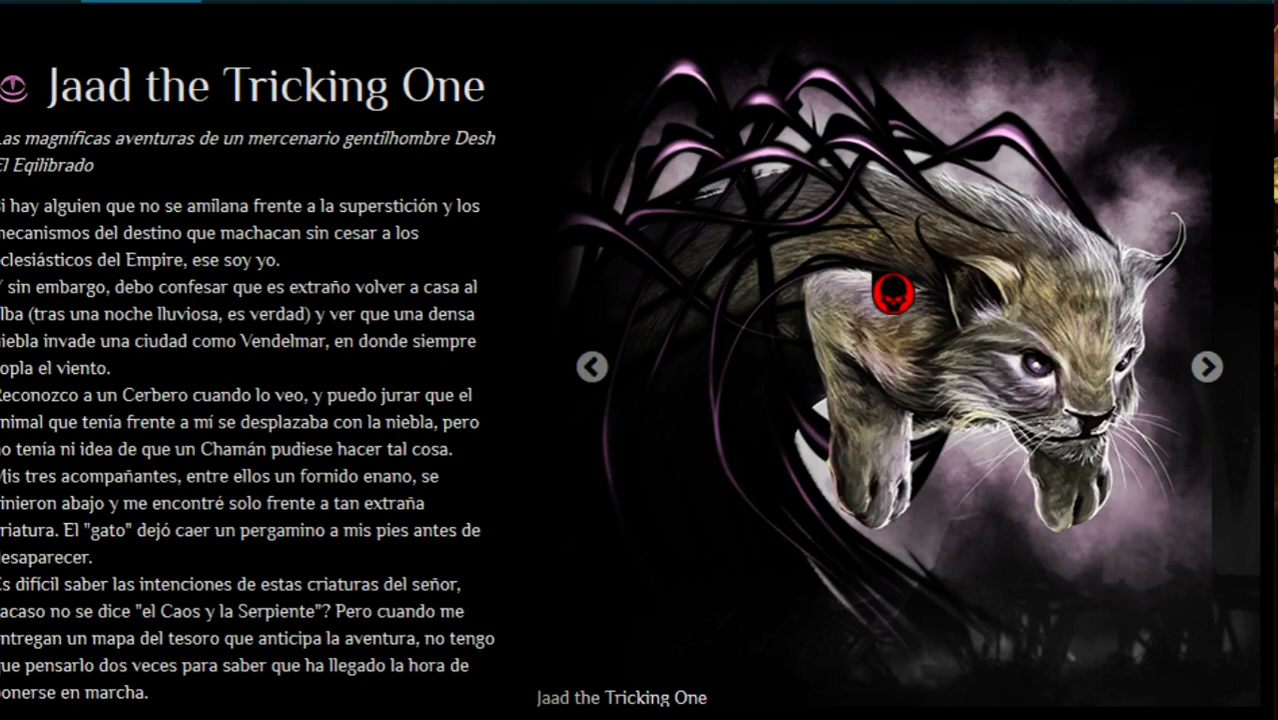 Jaad the Tricking One
Las magníficas aventuras de un mercenario gentilhombre Desh
El Eqilibrado
i hay alguien que no se amilana frente a la superstición y los
necanismos del destino que machacan sin cesar a los
clesiásticos del Empire, ese soy yo.
Y sin embargo, debo confesar que es extraño volver a casa al
lba (tras una noche lluviosa, es verdad) y ver que una densa
niebla invade una ciudad como Vendelmar, en donde siempre
opla el viento.
Reconozco a un Cerbero cuando lo veo, y puedo jurar que el
nimal que tenía frente a mí se desplazaba con la niebla, pero
no tenía ni idea de que un Chamán pudiese hacer tal cosa.
Mis tres acompañantes, entre ellos un fornido enano, se
inieron abajo y me encontré solo frente a tan extraña
riatura. El "gato" dejó caer un pergamino a mis pies antes de
esaparecer.
Es difícil saber las intenciones de estas criaturas del señor,
acaso no se dice "el Caos y la Serpiente"? Pero cuando me
ntregan un mapa del tesoro que anticipa la aventura, no tengo
que pensarlo dos veces para saber que ha llegado la hora de
ponerse en marcha.
Jaad the Tricking One